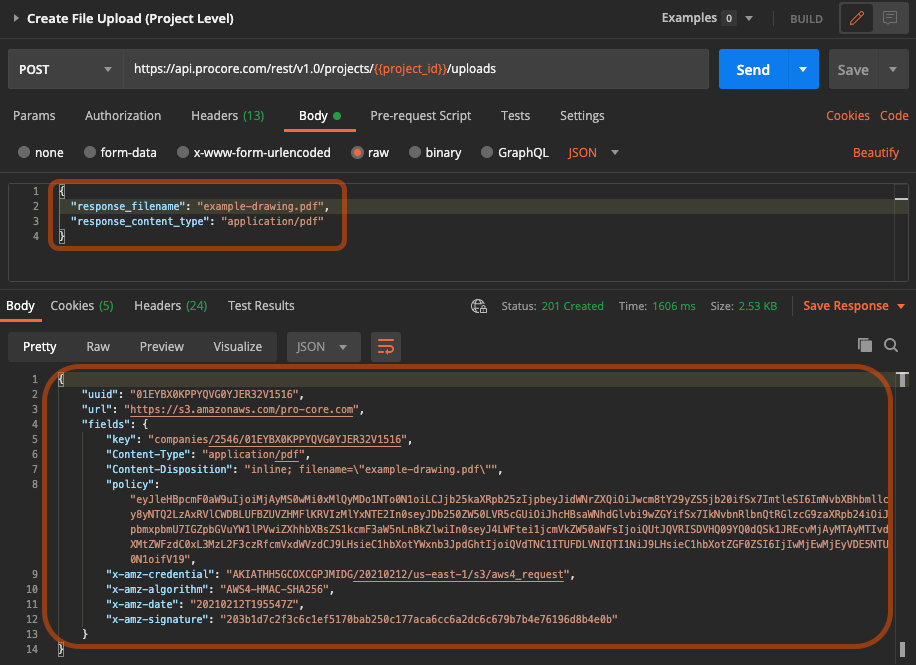 Create File Upload (Project Level)
Examples 0 BUILD
POST https://api.procore.com/rest/v1.0/projects/{{project_id}}/uploads Send Save
Params Authorization Headers (13) Body Pre-request Script Tests Settings Cookies Code
none form-data x-www-form-urlencoded raw binary GraphQL JSON Beautify
1 {
2 "response_filename": "example-drawing.pdf",
3 "response_content_type": "application/pdf"
4 }
Body Cookies (5) Headers (24) Test Results Status: 201 Created Time: 1606 ms Size: 2.53 KB Save Response
Pretty Raw Preview Visualize JSON
1 {
2 "uuid": "01EYBX0KPPYQVG0YJER32V1516",
3 "url": "https://s3.amazonaws.com/pro-core.com",
4 "fields": {
5 "key": "companies/2546/01EYBX0KPPYQVG0YJER32V1516",
6 "Content-Type": "application/pdf",
7 "Content-Disposition": "inline; filename=\"example-drawing.pdf\"",
8 "policy":
9 "x-amz-credential": "AKIATHH5GCOXCGPJMIDG/20210212/us-east-1/s3/aws4_request",
10 "x-amz-algorithm": "AWS4-HMAC-SHA256",
11 "x-amz-date": "20210212T195547Z",
12 "x-amz-signature": "203b1d7c2f3c6c1ef5170bab250c177aca6cc6a2dc6c679b7b4e76196d8b4e0b"
13 }
14 }